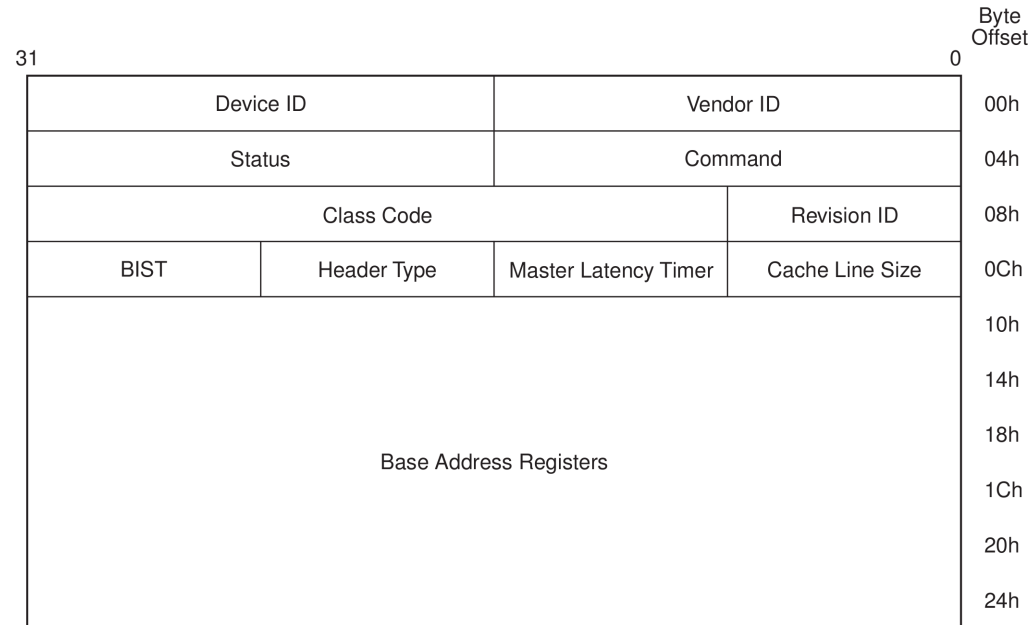 Byte
Offset
31 0
Device ID Vendor ID 00h
Status Command 04h
Class Code Revision ID 08h
BIST Header Type Master Latency Timer Cache Line Size 0Ch
10h
14h
18h
Base Address Registers
1Ch
20h
24h